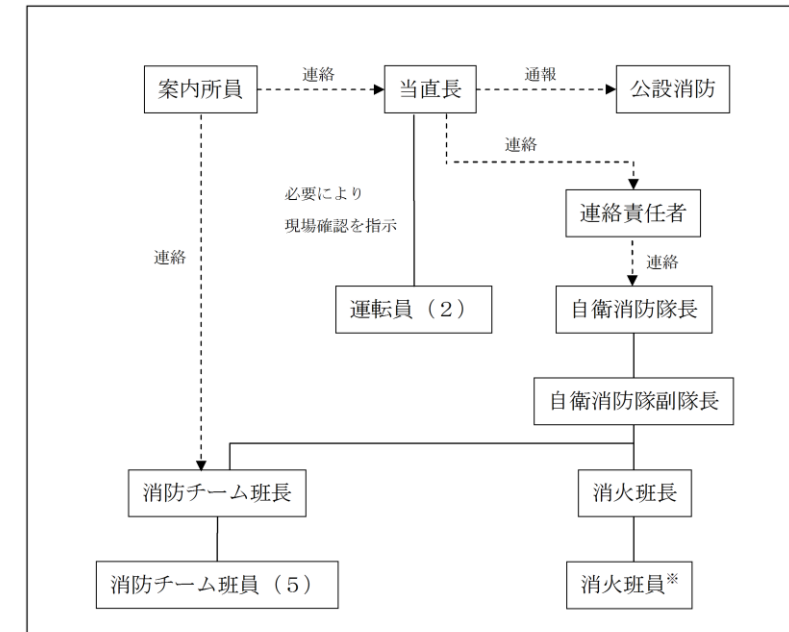 案内所員
連絡
当直長
通報
公設消防
連絡
連絡責任者
必要により
現場確認を指示
連絡
連絡
運転員(2)
自衛消防隊長
自衛消防隊副隊長
消防チーム班長
消火班長
消防チーム班員(5)
消火班員※